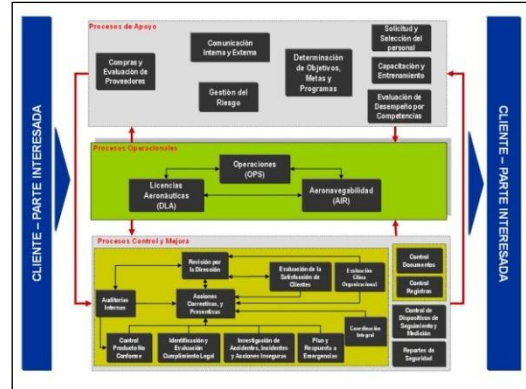 CLIENTE – PARTE INTERESADA
Procesos de Apoyo
Compras y
Evaluación de
Proveedores
Comunicación
Interna y Externa
Gestión del
Riesgo
Determinación
de Objetivos,
Metas y
Programas
Solicitud y
Selección del
personal
Capacitación y
Entrenamiento
Evaluación de
Desempeño por
Competencias
Procesos Operacionales
Operaciones
(OPS)
Licencias
Aeronáuticas
(DLA)
Aeronavegabilidad
(AIR)
Procesos Control y Mejora
Revisión por
la Dirección
Evaluación de la
Satisfacción de
Clientes
Evaluación Clima
Organizacional
Auditorías
Internas
Acciones
Correctivas, y
Preventivas
Coordinación
Integral
Control
Producto No
Conforme
Identificación y
Evaluación
Cumplimiento Legal
Investigación de
Accidentes, Incidentes
y Acciones Inseguras
Plan y
Respuesta a
Emergencias
Control
Documentos
Control
Registros
Control de
Dispositivos de
Seguimiento y
Medición
Reportes de
Seguridad
CLIENTE – PARTE INTERESADA